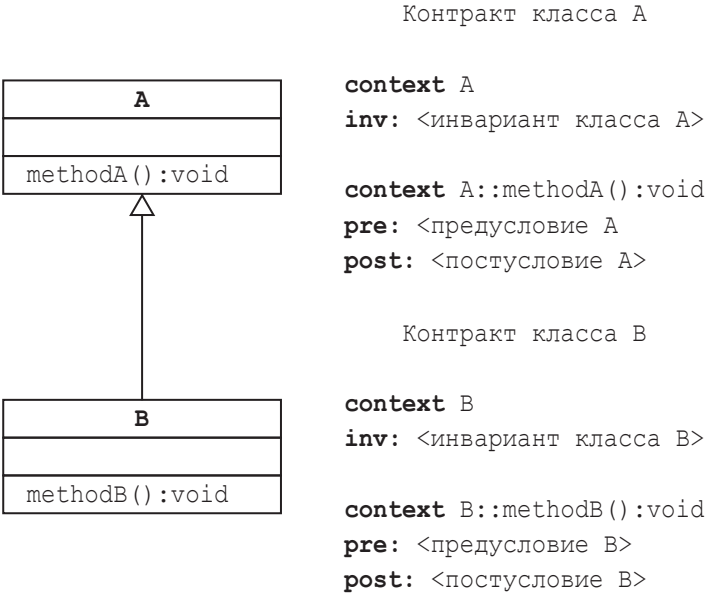 Контракт класса A
A
methodA():void
context A
inv: <инвариант класса A>
context A::methodA():void
pre: <предусловие A
post: <постусловие A>
Контракт класса B
B
methodB():void
context B
inv: <инвариант класса B>
context B::methodB():void
pre: <предусловие B>
post: <постусловие B>